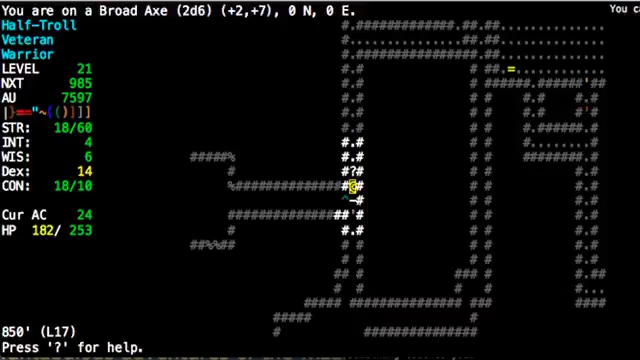 You are on a Broad Axe (2d6) (+2,+7), 0 N, 0 E.
You ca
Half-Troll
Veteran
Warrior
LEVEL 21
NXT 985
AU 7597
|}=="~(()]]]
STR: 18/60
INT: 4
WIS: 6
Dex: 14
CON: 18/10
Cur AC 24
HP 182/ 253
850' (L17)
Press '?' for help.